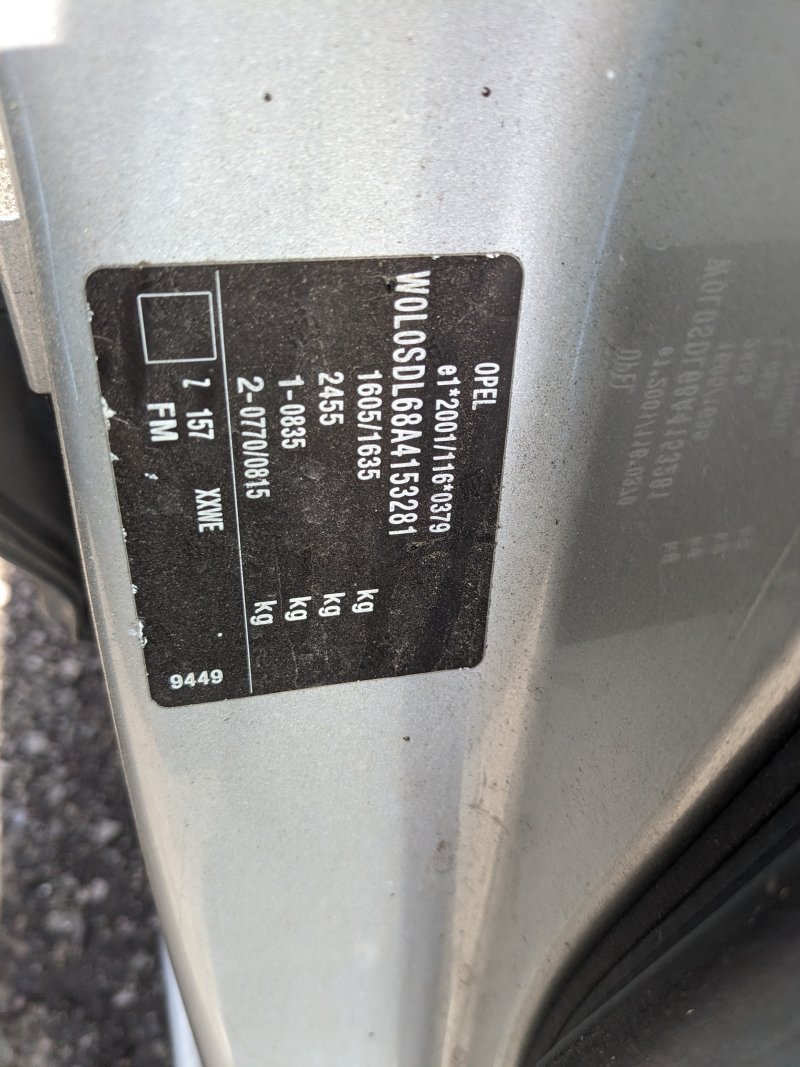 OPEL
e1*2001/116*0379
W0L0SDL68A4153281
1605/1635 kg
2455 kg
1-0835 kg
2-0770/0815 kg
Z 157 XXWE
FM
9449